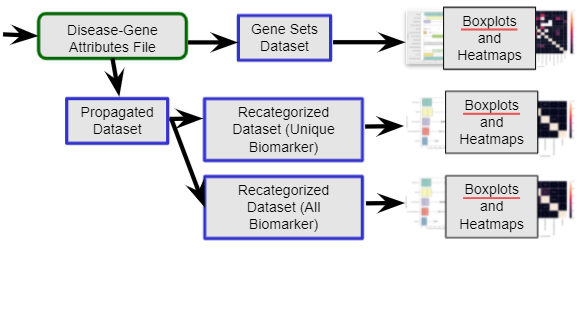 Disease-Gene
Attributes File
Gene Sets
Dataset
Boxplots
and
Heatmaps
Propagated
Dataset
Recategorized
Dataset (Unique
Biomarker)
Boxplots
and
Heatmaps
Recategorized
Dataset (All
Biomarker)
Boxplots
and
Heatmaps